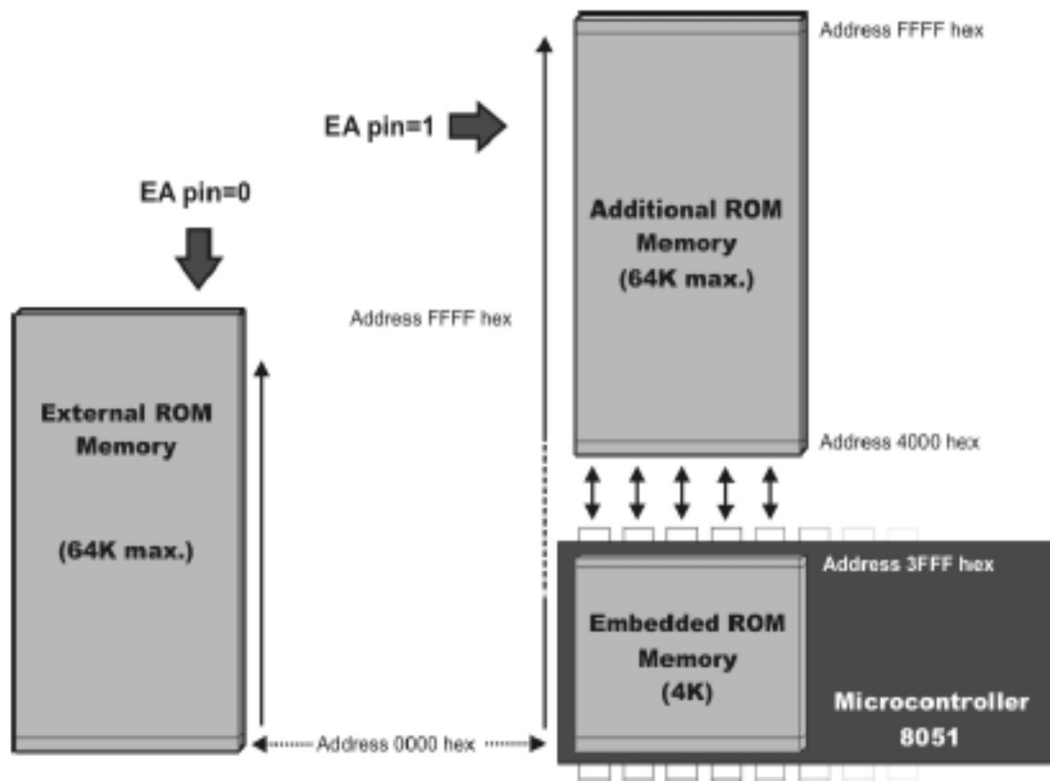 Address FFFF hex
EA pin=1
EA pin=0
Additional ROM
Memory
(64K max.)
Address FFFF hex
External ROM
Memory
(64K max.)
Address 4000 hex
Address 3FFF hex
Embedded ROM
Memory
(4K)
Microcontroller
8051
Address 0000 hex